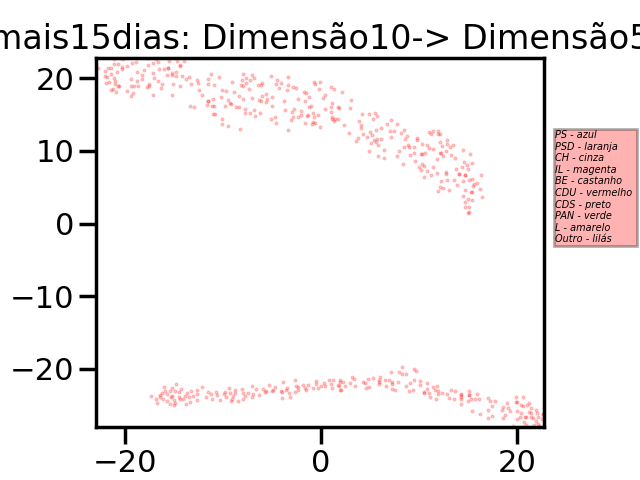 mais15dias: Dimensão10-> Dimensão5
20
10
0
−10
−20
−20
0
20
PS - azul
PSD - laranja
CH - cinza
IL - magenta
BE - castanho
CDU - vermelho
CDS - preto
PAN - verde
L - amarelo
Outro - lilás